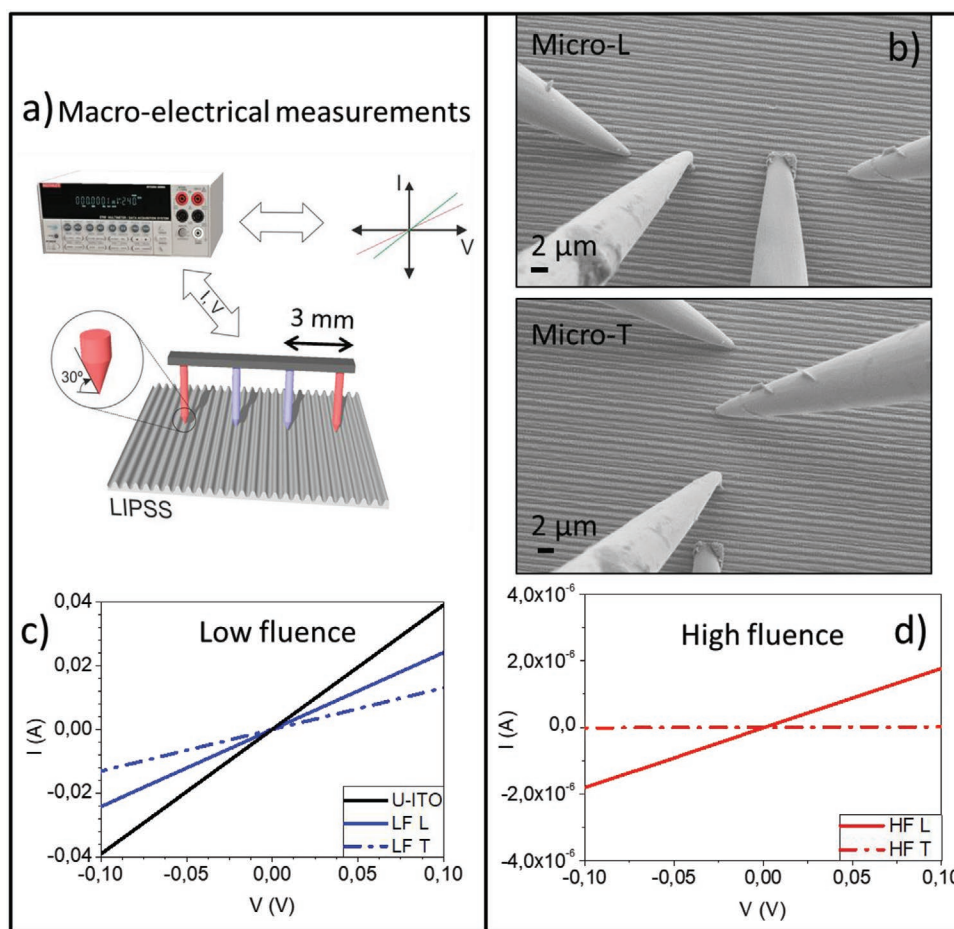 a) Macro-electrical measurements
I
V
I, V
3 mm
30º
LIPSS
b)
Micro-L
2 µm
Micro-T
2 µm
c)
Low fluence
0,04
0.02
0.00
-0,02
-0,04
I (A)
-0,10
-0,05
0,00
0,05
0,10
V (V)
U-ITO
LF L
LF T
d)
High fluence
4,0x10⁻⁶
2,0x10⁻⁶
0,0
-2,0x10⁻⁶
-4,0x10⁻⁶
I (A)
-0,10
-0,05
0,00
0,05
0,10
V (V)
HF L
HF T